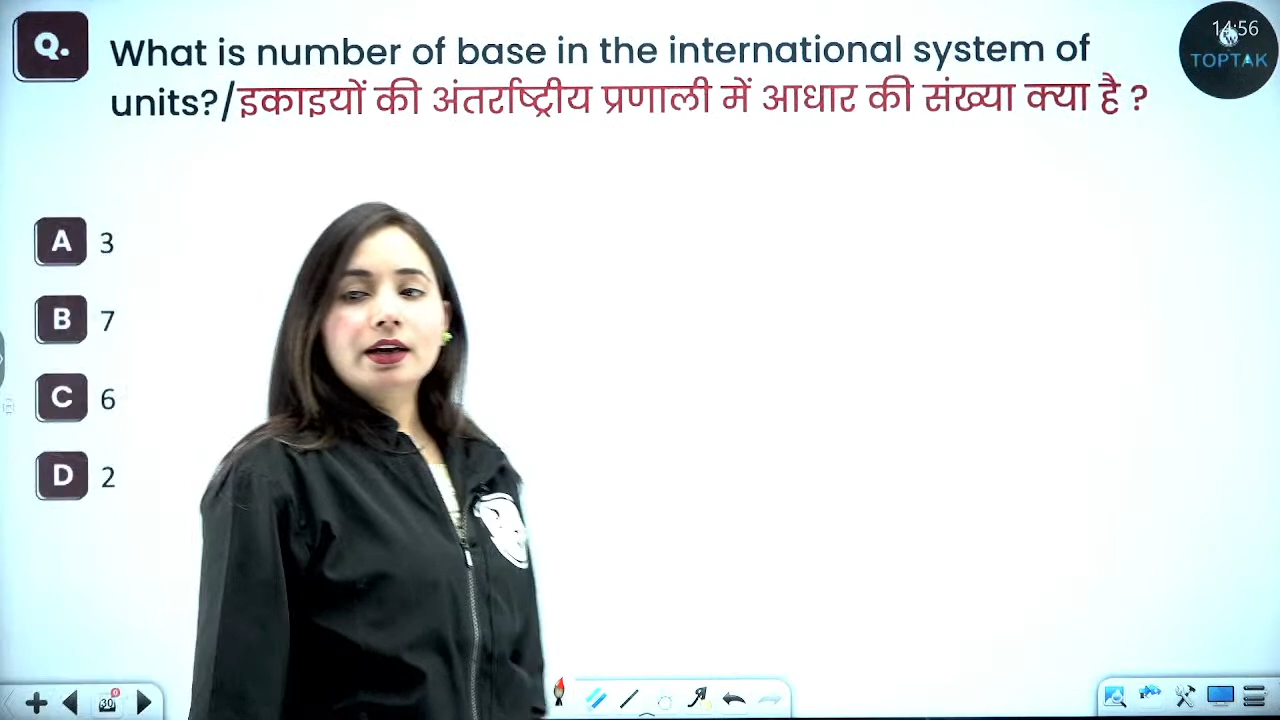 Q.
What is number of base in the international system of
units?/इकाइयों की अंतर्राष्ट्रीय प्रणाली में आधार की संख्या क्या है ?
14:56
TOPTAK
A 3
B 7
C 6
D 2
30